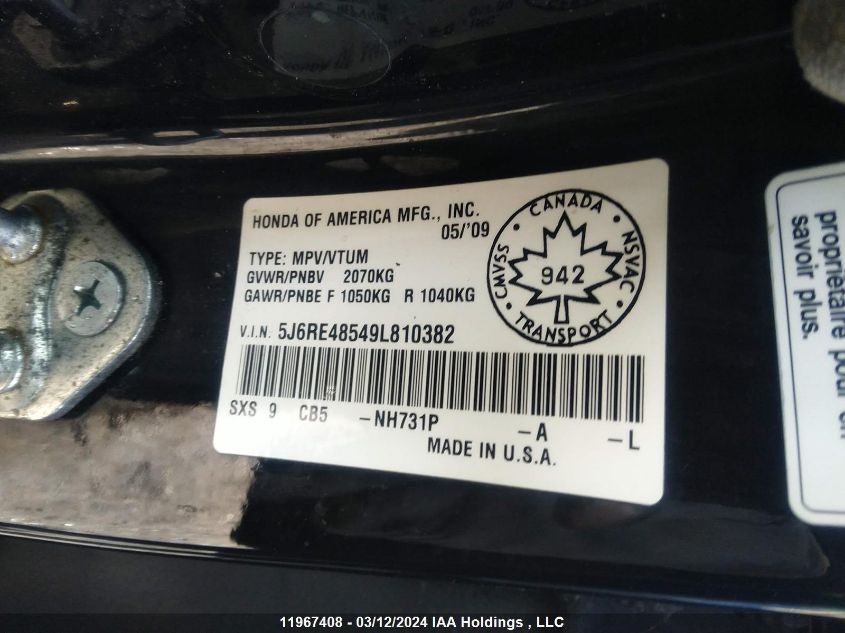 HONDA OF AMERICA MFG., INC.
05/'09
TYPE: MPV/VTUM
GVWR/PNBV 2070KG
GAWR/PNBE F 1050KG R 1040KG
V.I.N. 5J6RE48549L810382
SXS 9 CB5 -NH731P -A -L
MADE IN U.S.A.
CANADA
CMVSS 942 NSVAC
TRANSPORT
propriétaire pour en
savoir plus.
11967408 - 03/12/2024 IAA Holdings , LLC